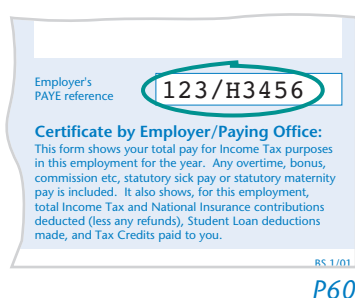 Employer's
PAYE reference
123/H3456
Certificate by Employer/Paying Office:
This form shows your total pay for Income Tax purposes
in this employment for the year. Any overtime, bonus,
commission etc, statutory sick pay or statutory maternity
pay is included. It also shows, for this employment,
total Income Tax and National Insurance contributions
deducted (less any refunds), Student Loan deductions
made, and Tax Credits paid to you.
BS 1/01
P60